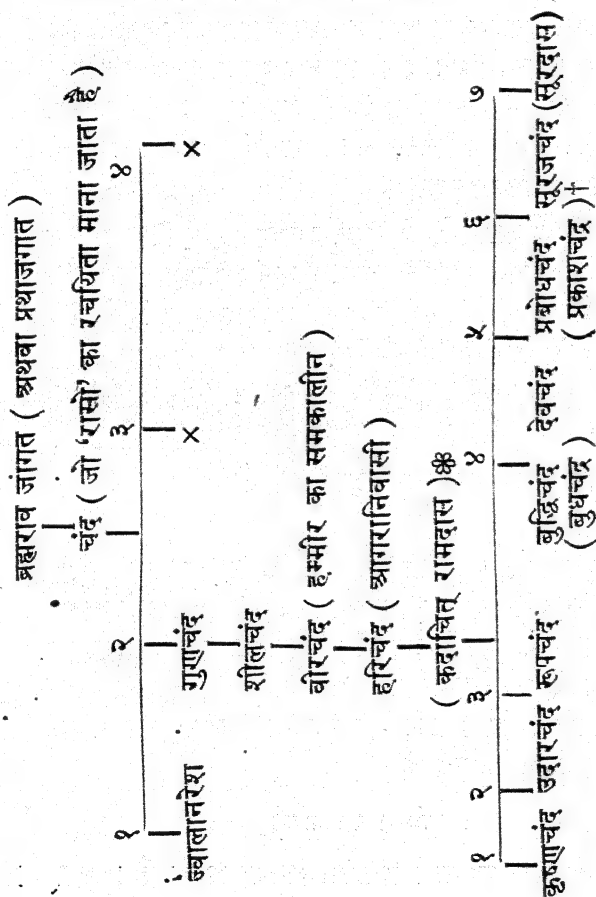 ब्रह्मराव जांगत ( अथवा प्रथाजगात )
चंद ( जो 'रासो' का रचयिता माना जाता है )
१ २ ३ ४
ज्वालानरेश गुणचंद × ×
शीलचंद
वीरचंद ( हम्मीर का समकालीन )
हरिचंद ( आगरानिवासी )
( कदाचित् रामदास )❃
१ २ ३ ४ ५ ६ ७
कृष्णचंद उदारचंद रूपचंद बुद्धिचंद देवचंद प्रबोधचंद सूरजचंद (सूरदास)
( बुधचंद्र ) ( प्रकाशचंद्र )†